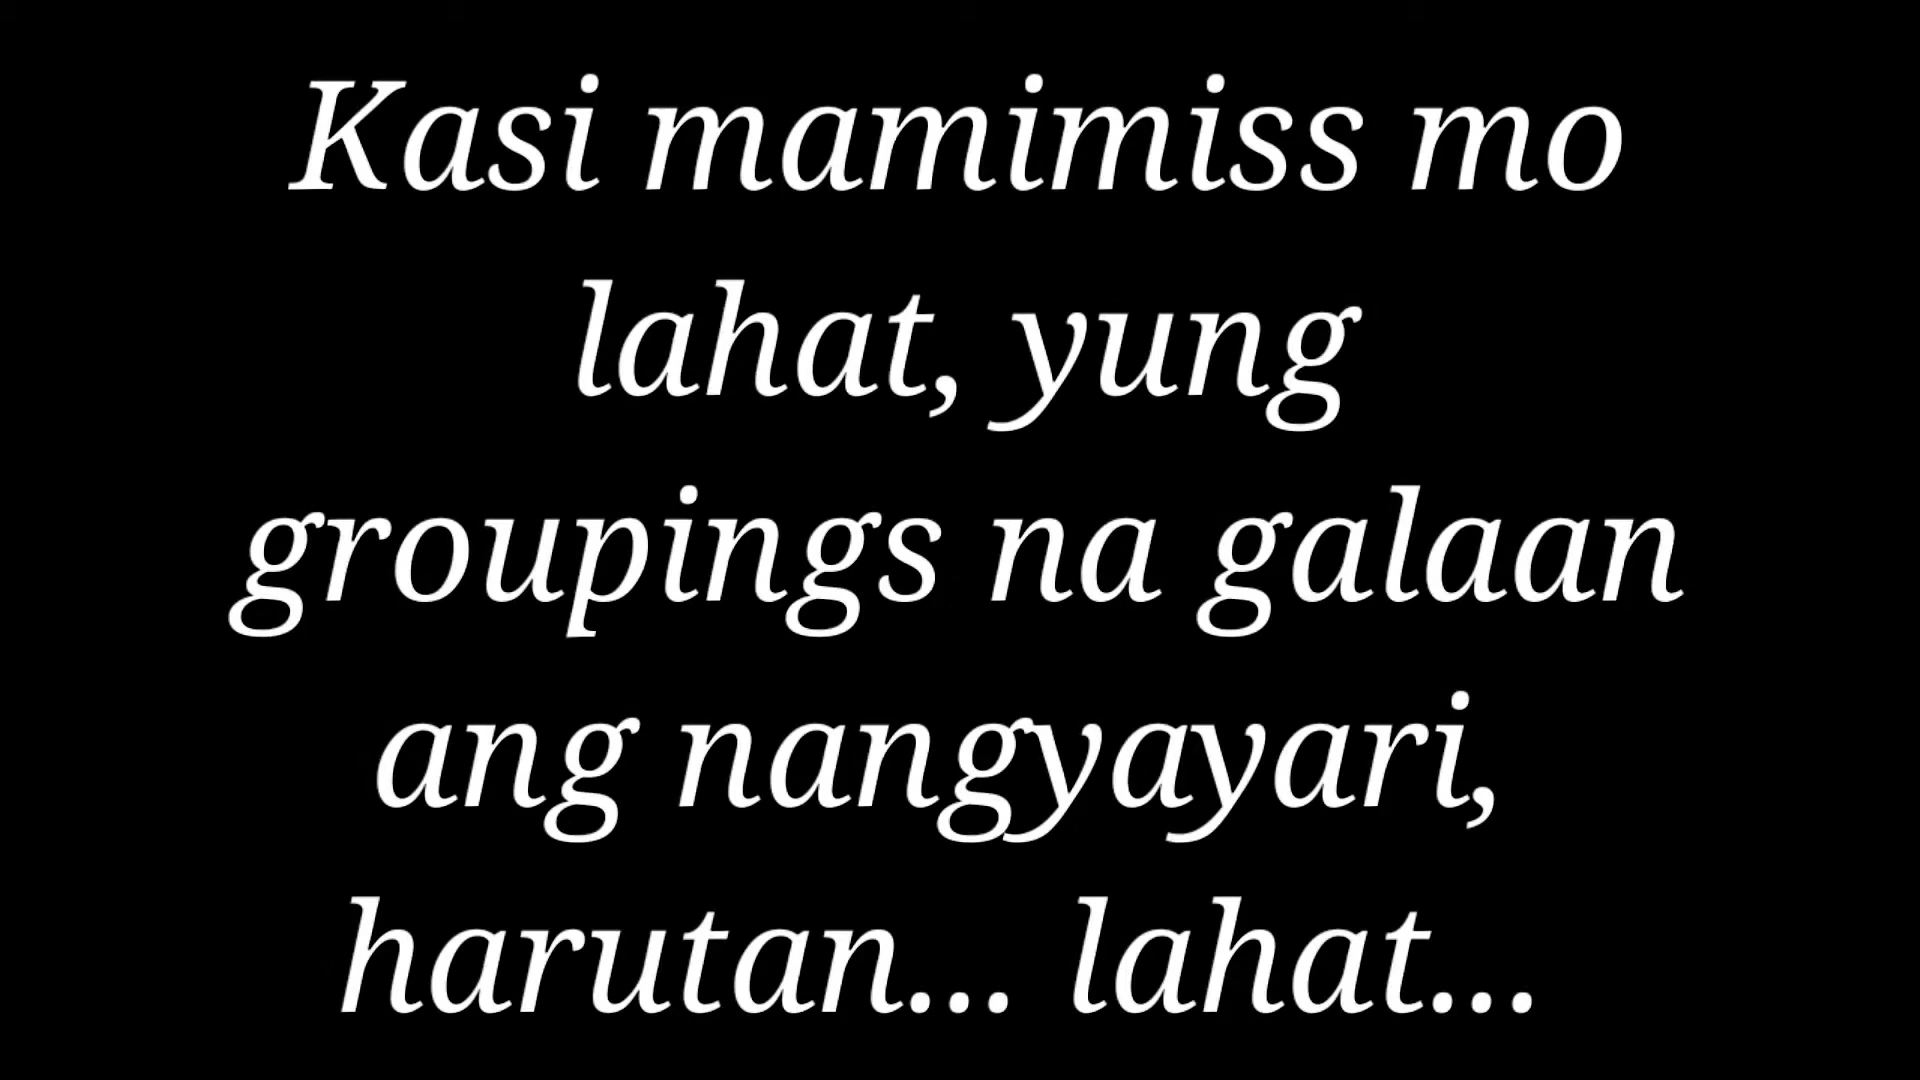 Kasi mamimiss mo
lahat, yung
groupings na galaan
ang nangyayari,
harutan... lahat...